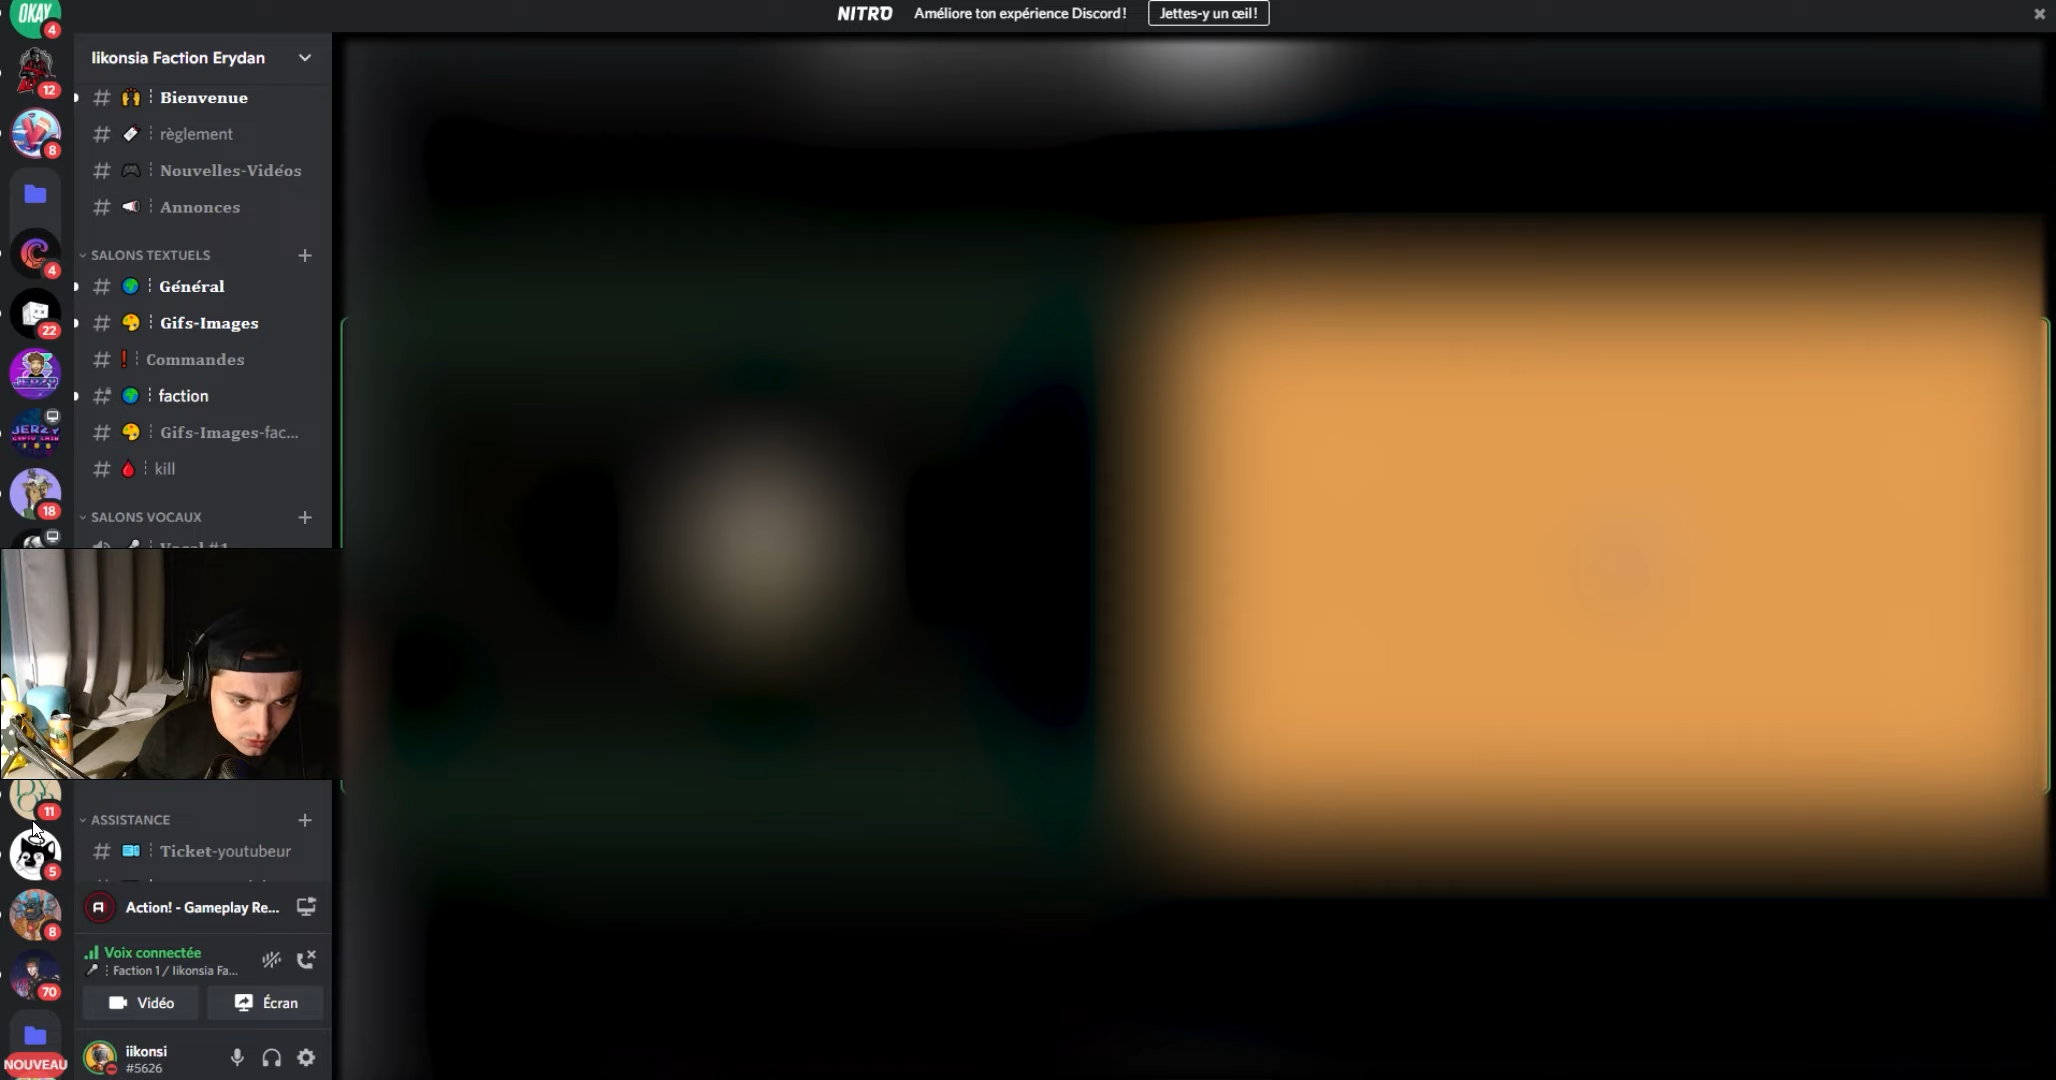 OKAY
4
NITRO Améliore ton expérience Discord ! Jettes-y un œil !
Iikonsia Faction Erydan
Bienvenue
12
règlement
8
Nouvelles-Vidéos
Annonces
SALONS TEXTUELS
4
Général
Gifs-Images
22
Commandes
faction
JERZY
Gifs-Images-fac...
kill
18
SALONS VOCAUX
Vocal #1
11
ASSISTANCE
Ticket-youtubeur
5
Action! - Gameplay Re...
8
Voix connectée
Faction 1 / Iikonsia Fa...
70
Vidéo
Écran
iikonsi
#5626
NOUVEAU